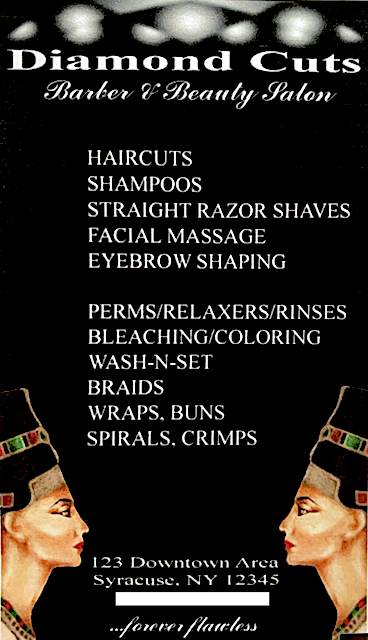 Diamond Cuts
Barber & Beauty Salon
HAIRCUTS
SHAMPOOS
STRAIGHT RAZOR SHAVES
FACIAL MASSAGE
EYEBROW SHAPING
PERMS/RELAXERS/RINSES
BLEACHING/COLORING
WASH-N-SET
BRAIDS
WRAPS, BUNS
SPIRALS, CRIMPS
123 Downtown Area
Syracuse, NY 12345
...forever flawless